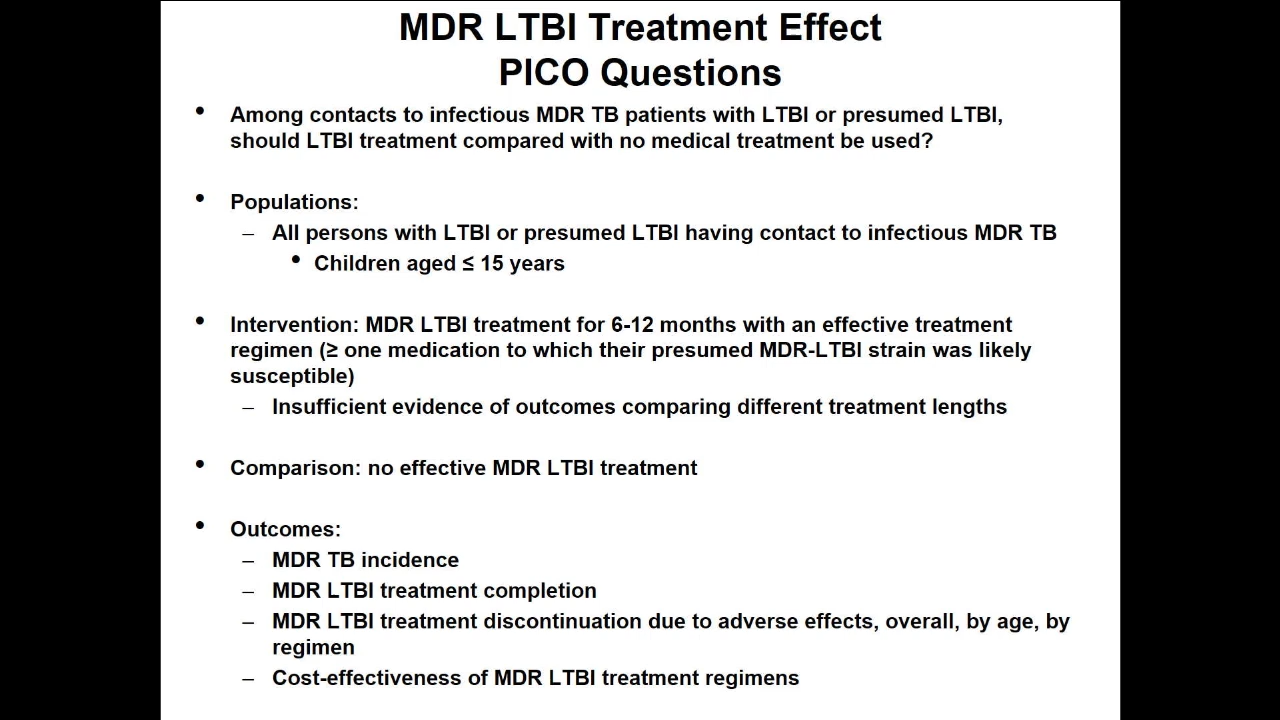 MDR LTBI Treatment Effect
PICO Questions
• Among contacts to infectious MDR TB patients with LTBI or presumed LTBI,
should LTBI treatment compared with no medical treatment be used?
• Populations:
– All persons with LTBI or presumed LTBI having contact to infectious MDR TB
• Children aged ≤ 15 years
• Intervention: MDR LTBI treatment for 6-12 months with an effective treatment
regimen (≥ one medication to which their presumed MDR-LTBI strain was likely
susceptible)
– Insufficient evidence of outcomes comparing different treatment lengths
• Comparison: no effective MDR LTBI treatment
• Outcomes:
– MDR TB incidence
– MDR LTBI treatment completion
– MDR LTBI treatment discontinuation due to adverse effects, overall, by age, by
regimen
– Cost-effectiveness of MDR LTBI treatment regimens